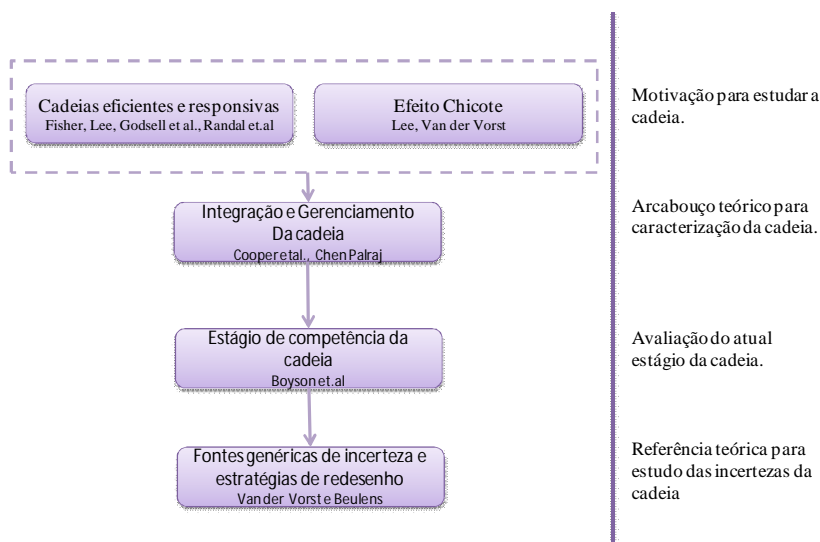 Cadeias eficientes e responsivas
Fisher, Lee, Godsell et al., Randal et.al
Efeito Chicote
Lee, Van der Vorst
Motivação para estudar a
cadeia.
Integração e Gerenciamento
Da cadeia
Cooper et al., Chen Palraj
Arcabouço teórico para
caracterização da cadeia.
Estágio de competência da
cadeia
Boyson et.al
Avaliação do atual
estágio da cadeia.
Fontes genéricas de incerteza e
estratégias de redesenho
Van der Vorst e Beulens
Referência teórica para
estudo das incertezas da
cadeia